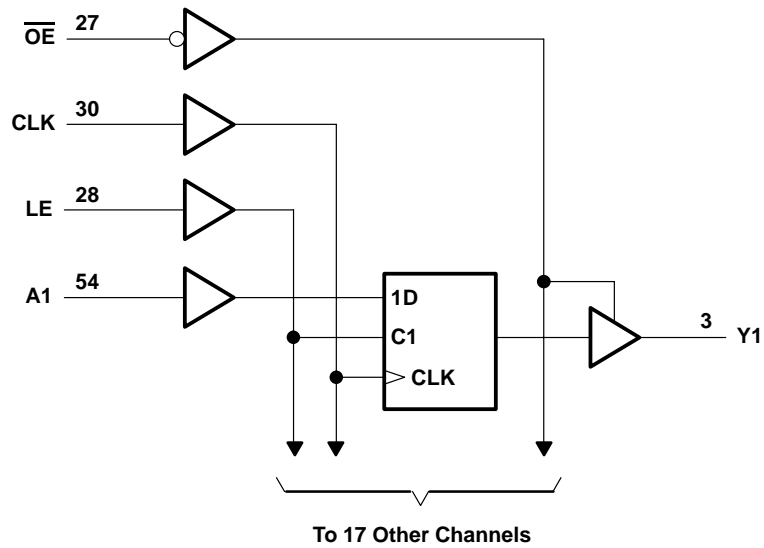 OE 27
CLK 30
LE 28
A1 54
1D
C1
CLK
3 Y1
To 17 Other Channels